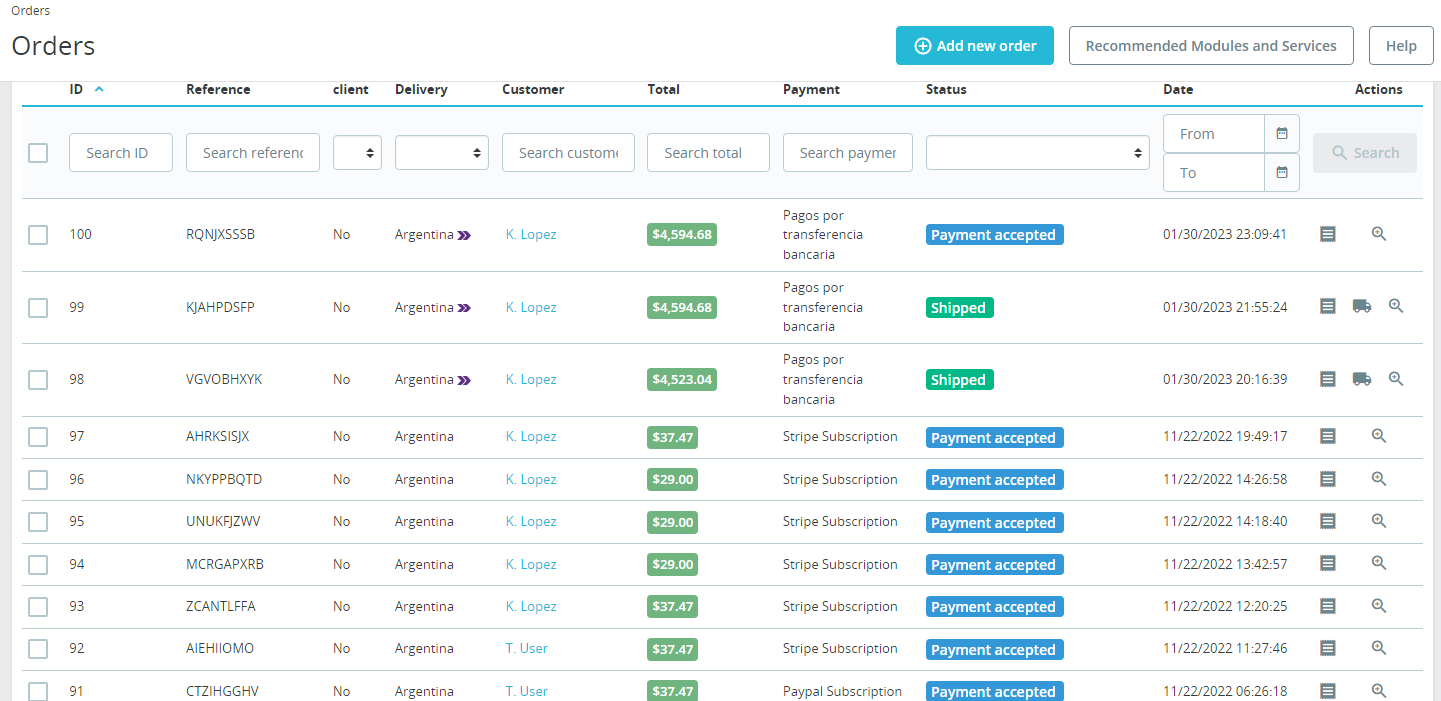 Orders
Orders
Add new order
Recommended Modules and Services
Help
ID Reference client Delivery Customer Total Payment Status Date Actions
From
Search ID Search referenc Search custome Search total Search paymer Search
To
100 RQNJXSSSB No Argentina K. Lopez $4,594.68 Pagos por transferencia bancaria Payment accepted 01/30/2023 23:09:41
99 KJAHPDSFP No Argentina K. Lopez $4,594.68 Pagos por transferencia bancaria Shipped 01/30/2023 21:55:24
98 VGVOBHXYK No Argentina K. Lopez $4,523.04 Pagos por transferencia bancaria Shipped 01/30/2023 20:16:39
97 AHRKSISJX No Argentina K. Lopez $37.47 Stripe Subscription Payment accepted 11/22/2022 19:49:17
96 NKYPPBQTD No Argentina K. Lopez $29.00 Stripe Subscription Payment accepted 11/22/2022 14:26:58
95 UNUKFJZWV No Argentina K. Lopez $29.00 Stripe Subscription Payment accepted 11/22/2022 14:18:40
94 MCRGAPXRB No Argentina K. Lopez $29.00 Stripe Subscription Payment accepted 11/22/2022 13:42:57
93 ZCANTLFFA No Argentina K. Lopez $37.47 Stripe Subscription Payment accepted 11/22/2022 12:20:25
92 AIEHIIOMO No Argentina T. User $37.47 Stripe Subscription Payment accepted 11/22/2022 11:27:46
91 CTZIHGGHV No Argentina T. User $37.47 Paypal Subscription Payment accepted 11/22/2022 06:26:18